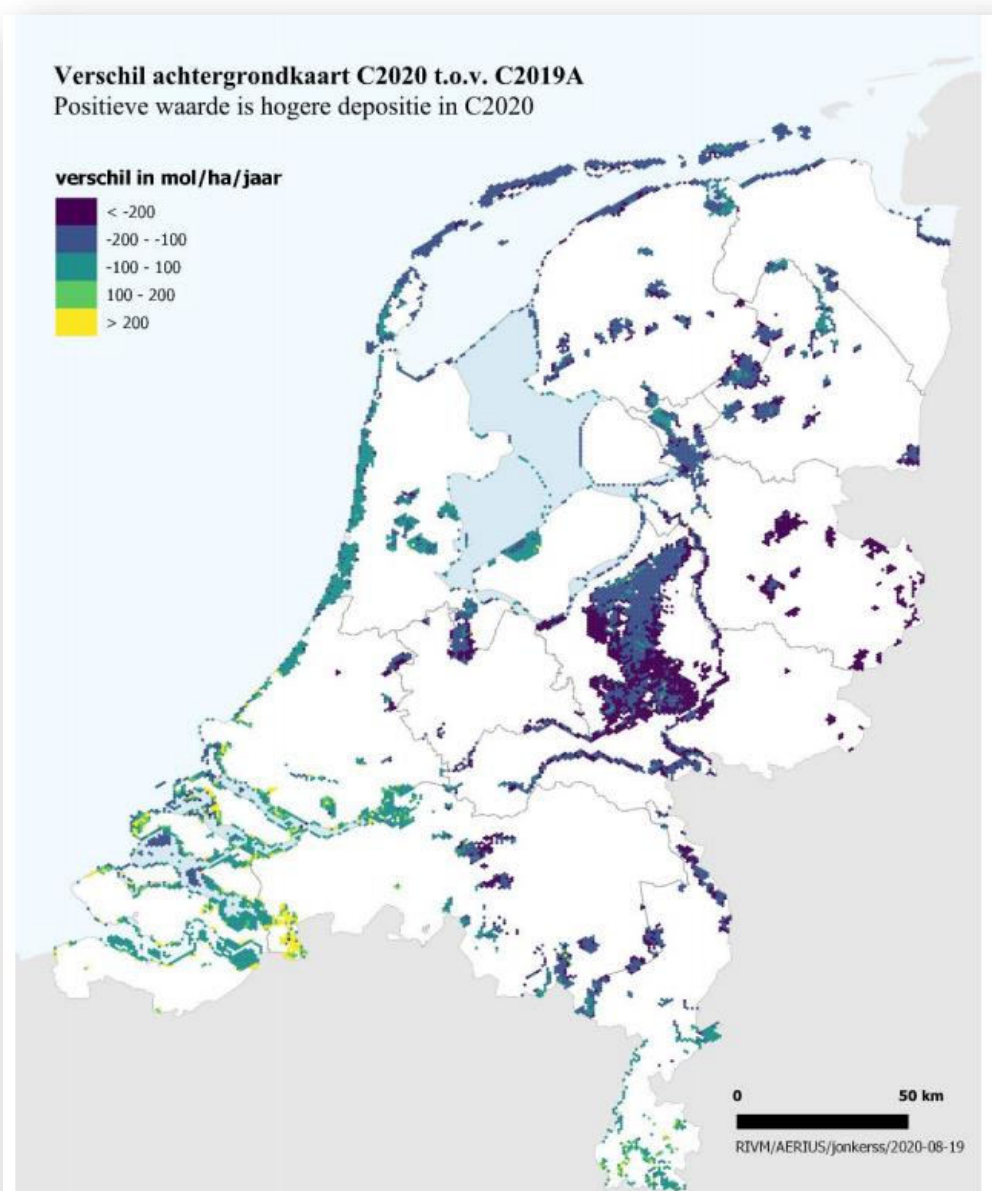 Verschil achtergrondkaart C2020 t.o.v. C2019A
Positieve waarde is hogere depositie in C2020
verschil in mol/ha/jaar
< -200
-200 - -100
-100 - 100
100 - 200
> 200
0 50 km
RIVM/AERIUS/jonkerss/2020-08-19